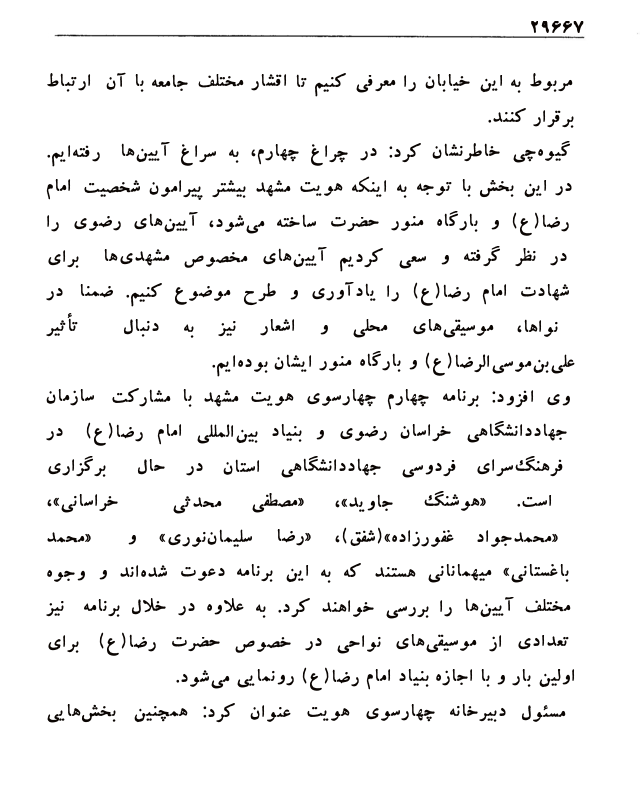 ۲۹۶۶۷
مربوط به این خیابان را معرفی کنیم تا اقشار مختلف جامعه با آن ارتباط
برقرار کنند.
گیوه‌چی خاطرنشان کرد: در چراغ چهارم، به سراغ آیین‌ها رفته‌ایم.
در این بخش با توجه به اینکه هویت مشهد بیشتر پیرامون شخصیت امام
رضا(ع) و بارگاه منور حضرت ساخته می‌شود، آیین‌های رضوی را
در نظر گرفته و سعی کردیم آیین‌های مخصوص مشهدی‌ها برای
شهادت امام رضا(ع) را یادآوری و طرح موضوع کنیم. ضمنا در
نواها، موسیقی‌های محلی و اشعار نیز به دنبال تأثیر
علی‌بن‌موسی‌الرضا(ع) و بارگاه منور ایشان بوده‌ایم.
وی افزود: برنامه چهارم چهارسوی هویت مشهد با مشارکت سازمان
جهاددانشگاهی خراسان رضوی و بنیاد بین‌المللی امام رضا(ع) در
فرهنگ‌سرای فردوسی جهاددانشگاهی استان در حال برگزاری
است. «هوشنگ جاوید»، «مصطفی محدثی خراسانی»،
«محمدجواد غفورزاده»(شفق)، «رضا سلیمان‌نوری» و «محمد
باغستانی» میهمانانی هستند که به این برنامه دعوت شده‌اند و وجوه
مختلف آیین‌ها را بررسی خواهند کرد. به علاوه در خلال برنامه نیز
تعدادی از موسیقی‌های نواحی در خصوص حضرت رضا(ع) برای
اولین بار و با اجازه بنیاد امام رضا(ع) رونمایی می‌شود.
مسئول دبیرخانه چهارسوی هویت عنوان کرد: همچنین بخش‌هایی